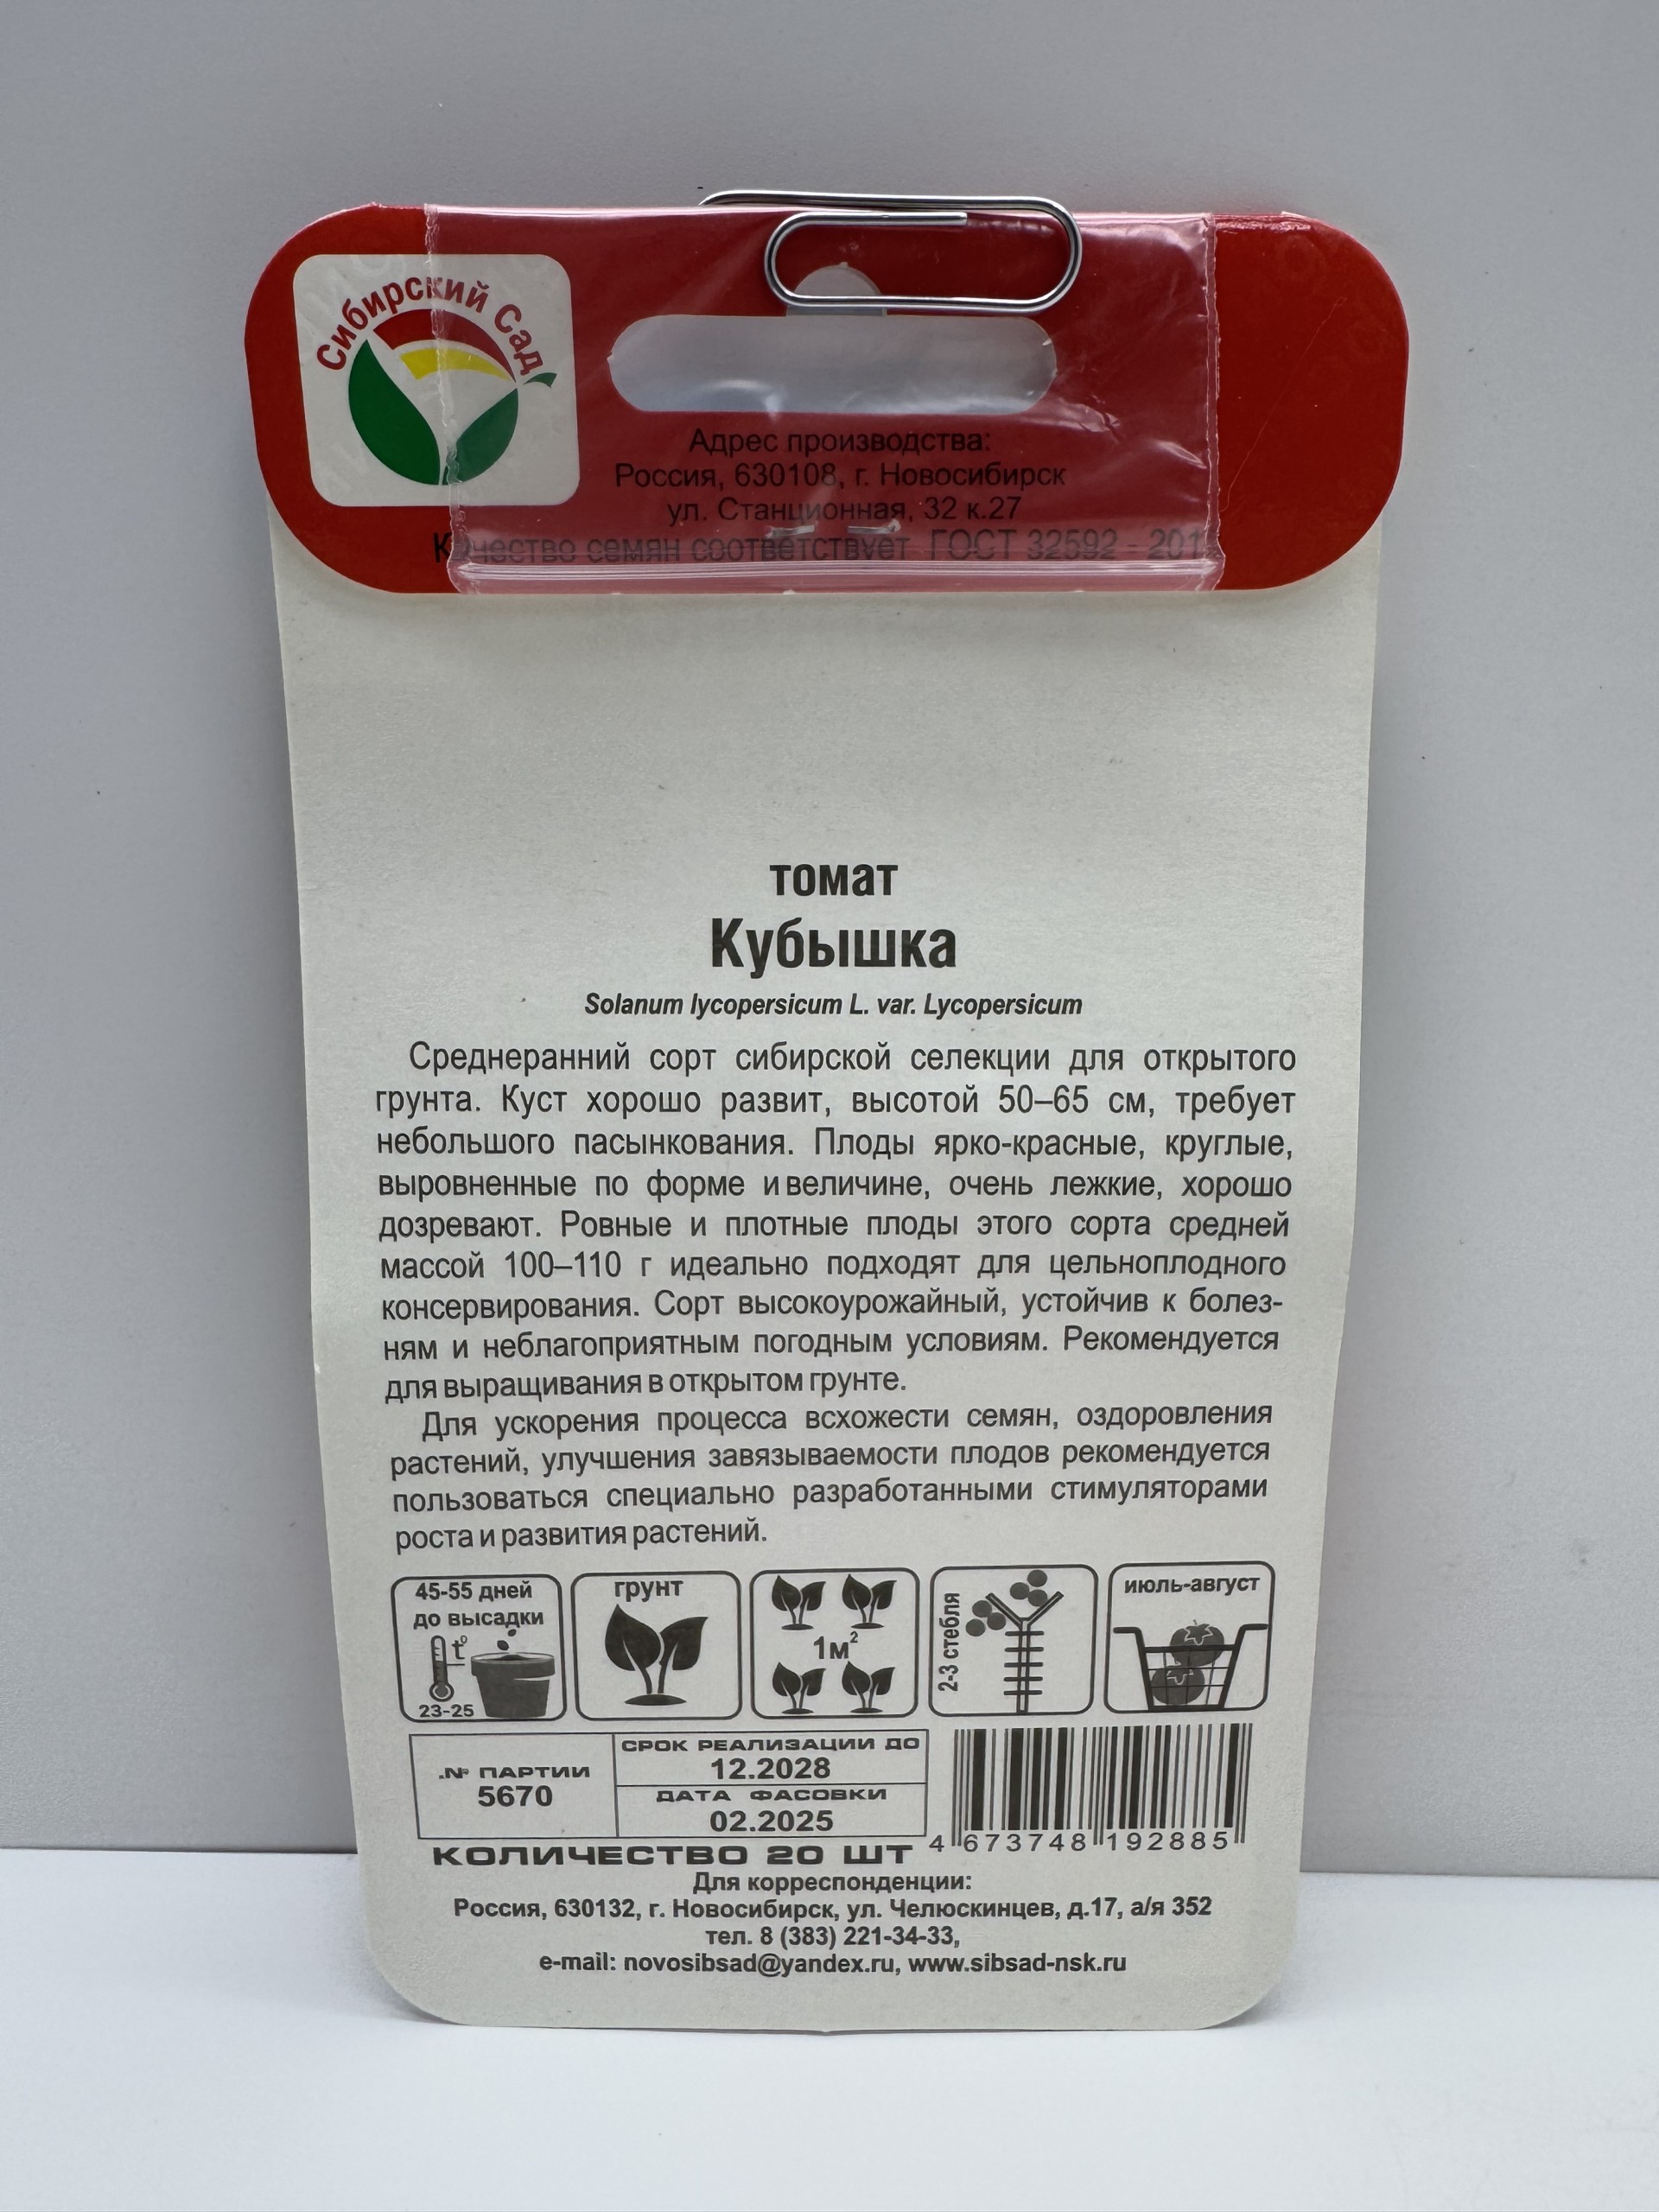 Сибирский Сад
Адрес производства:
Россия, 630108, г. Новосибирск
ул. Станционная, 32 к.27
Качество семян соответствует ГОСТ 32592 - 201
томат
Кубышка
Solanum lycopersicum L. var. Lycopersicum
Среднеранний сорт сибирской селекции для открытого
грунта. Куст хорошо развит, высотой 50–65 см, требует
небольшого пасынкования. Плоды ярко-красные, круглые,
выровненные по форме и величине, очень лежкие, хорошо
дозревают. Ровные и плотные плоды этого сорта средней
массой 100–110 г идеально подходят для цельноплодного
консервирования. Сорт высокоурожайный, устойчив к болез-
ням и неблагоприятным погодным условиям. Рекомендуется
для выращивания в открытом грунте.
Для ускорения процесса всхожести семян, оздоровления
растений, улучшения завязываемости плодов рекомендуется
пользоваться специально разработанными стимуляторами
роста и развития растений.
45-55 дней
до высадки
t°
23-25
грунт
1м²
2-3 стебля
июль-август
№ ПАРТИИ
5670
СРОК РЕАЛИЗАЦИИ ДО
12.2028
ДАТА ФАСОВКИ
02.2025
4 673748 192885
КОЛИЧЕСТВО 20 ШТ
Для корреспонденции:
Россия, 630132, г. Новосибирск, ул. Челюскинцев, д.17, а/я 352
тел. 8 (383) 221-34-33,
e-mail: novosibsad@yandex.ru, www.sibsad-nsk.ru